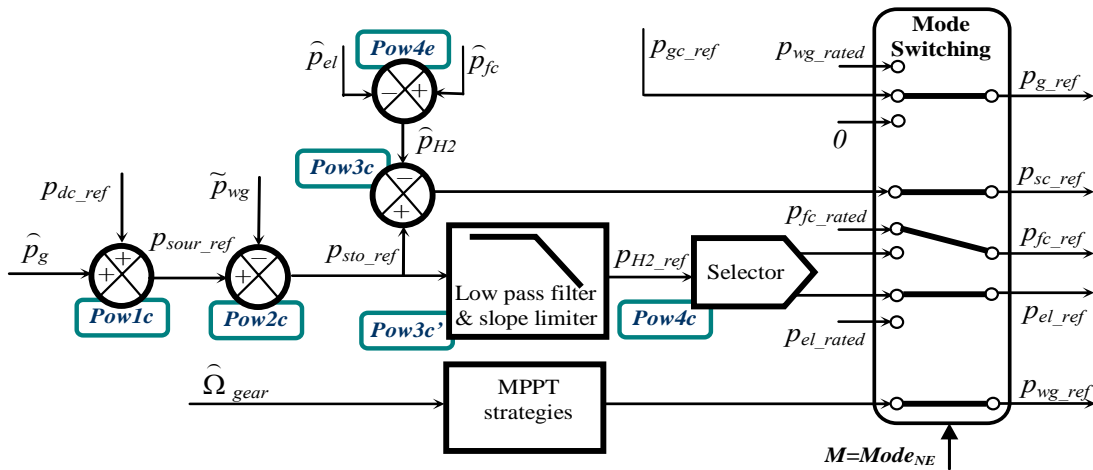 Mode
Switching
Pow4e
p̂_el
p̂_fc
− +
p_gc_ref
p_wg_rated
p_g_ref
0
p̂_H2
Pow3c
−
+
p_sc_ref
p_dc_ref
p̃_wg
p_fc_rated
p_fc_ref
p̂_g
+
+
p_sour_ref
−
+
p_sto_ref
Low pass filter
& slope limiter
p_H2_ref
Selector
Pow1c
Pow2c
Pow3c’
Pow4c
p_el_ref
p_el_rated
Ω̂_gear
MPPT
strategies
p_wg_ref
M=Mode_NE